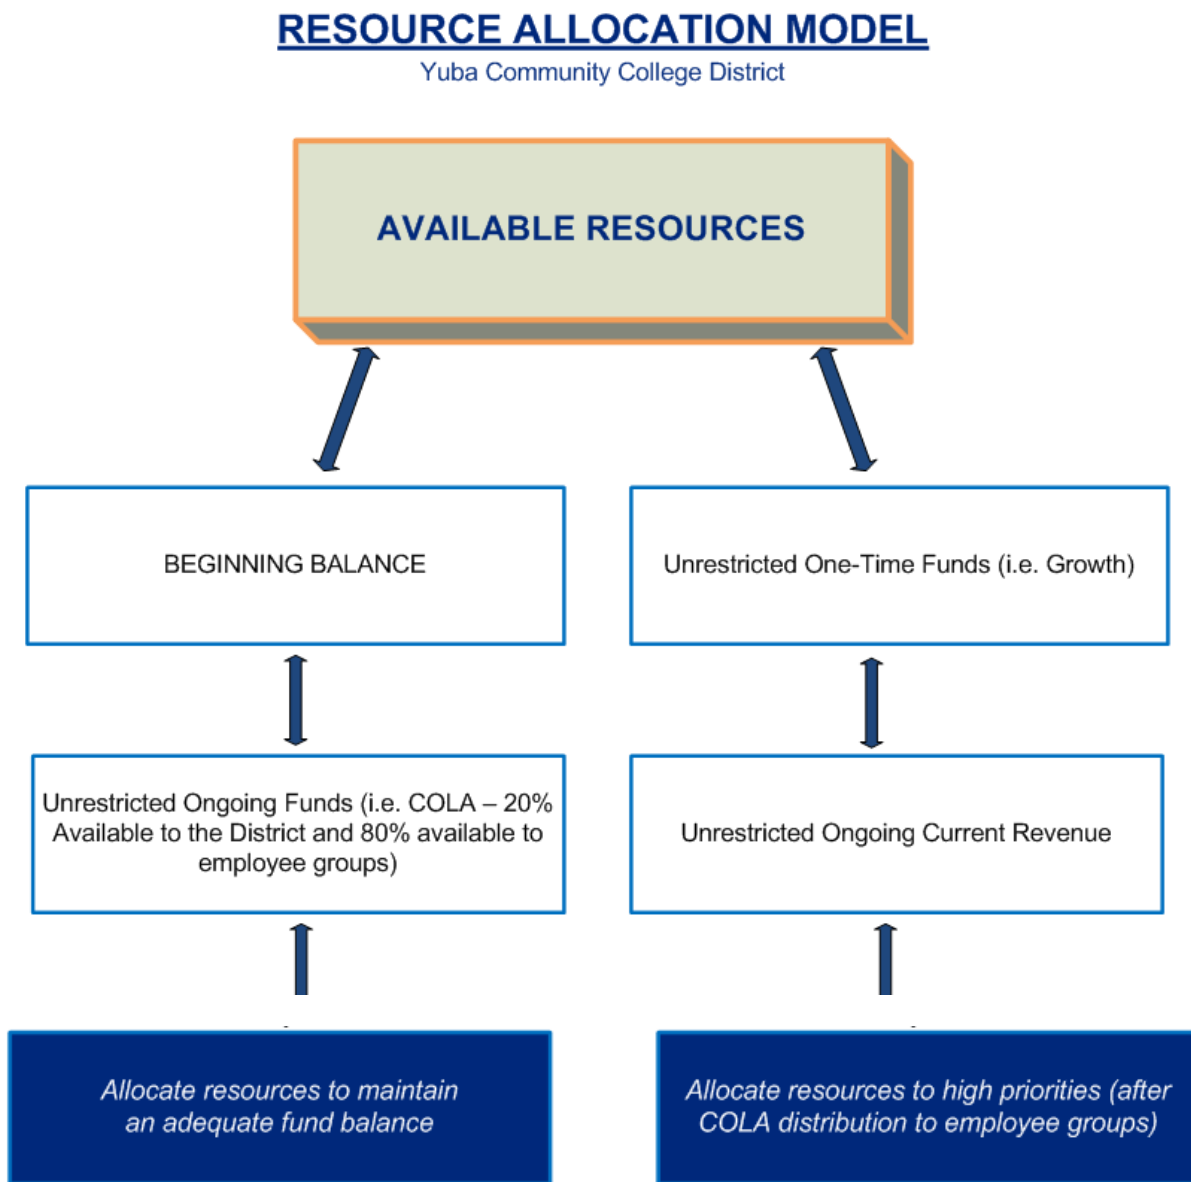 RESOURCE ALLOCATION MODEL
Yuba Community College District
AVAILABLE RESOURCES
BEGINNING BALANCE
Unrestricted One-Time Funds (i.e. Growth)
Unrestricted Ongoing Funds (i.e. COLA – 20%
Available to the District and 80% available to
employee groups)
Unrestricted Ongoing Current Revenue
Allocate resources to maintain
an adequate fund balance
Allocate resources to high priorities (after
COLA distribution to employee groups)